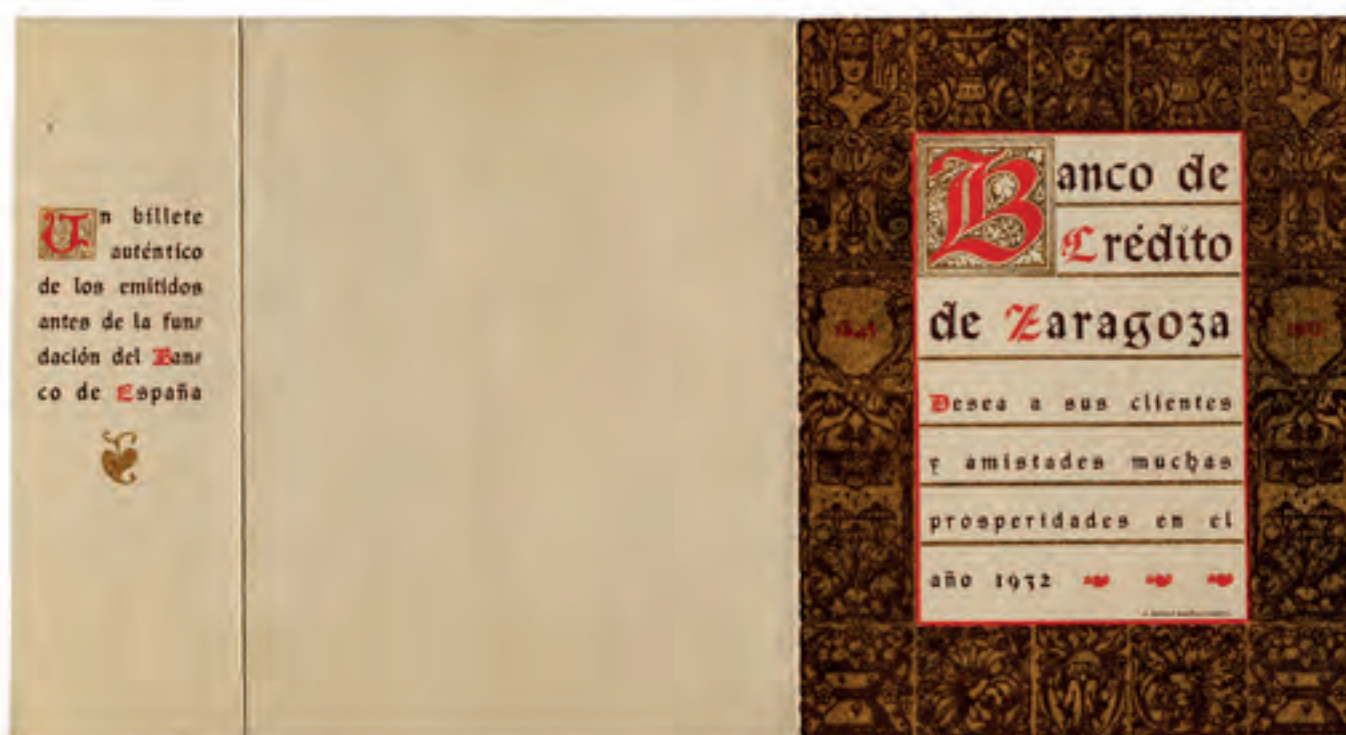 Un billete
auténtico
de los emitidos
antes de la fun-
dación del Ban-
co de España
Banco de
Crédito
de Zaragoza
Desea a sus clientes
y amistades muchas
prosperidades en el
año 1932
1845